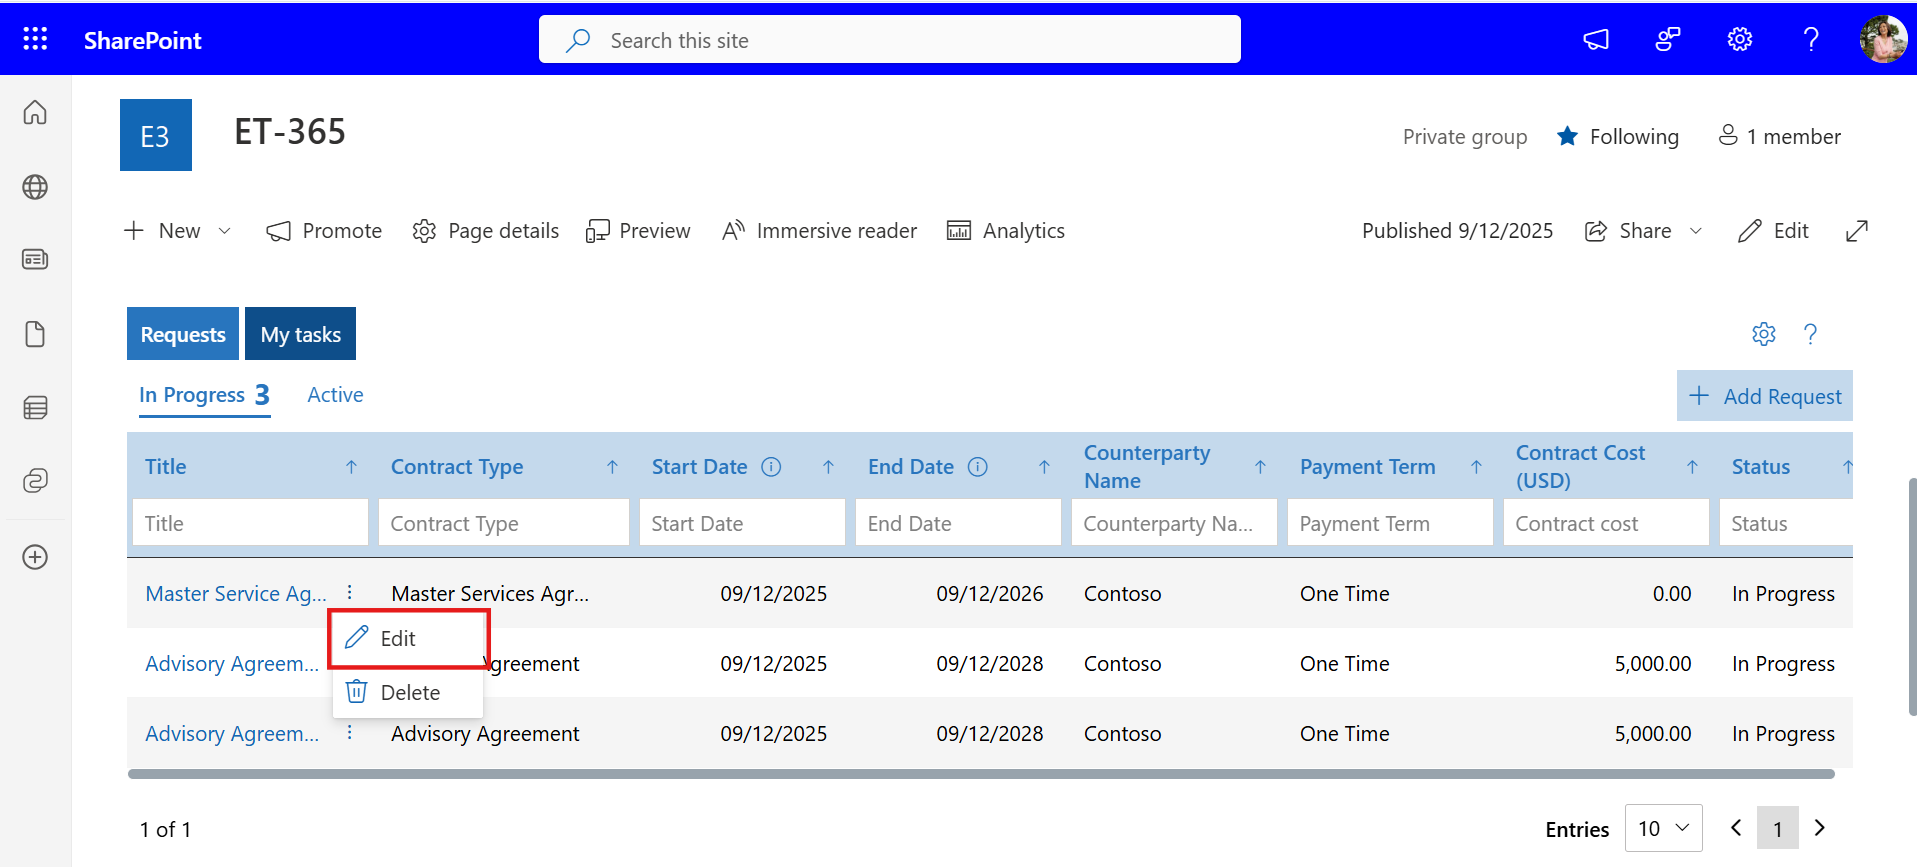 SharePoint
Search this site
E3
ET-365
Private group
Following
1 member
New
Promote
Page details
Preview
Immersive reader
Analytics
Published 9/12/2025
Share
Edit
Requests
My tasks
In Progress 3
Active
Add Request
Title
Contract Type
Start Date
End Date
Counterparty
Name
Payment Term
Contract Cost
(USD)
Status
Title
Contract Type
Start Date
End Date
Counterparty Na...
Payment Term
Contract cost
Status
Master Service Ag...
Master Services Agr...
09/12/2025
09/12/2026
Contoso
One Time
0.00
In Progress
Edit
Advisory Agreem...
Agreement
09/12/2025
09/12/2028
Contoso
One Time
5,000.00
In Progress
Delete
Advisory Agreem...
Advisory Agreement
09/12/2025
09/12/2028
Contoso
One Time
5,000.00
In Progress
1 of 1
Entries
10
1